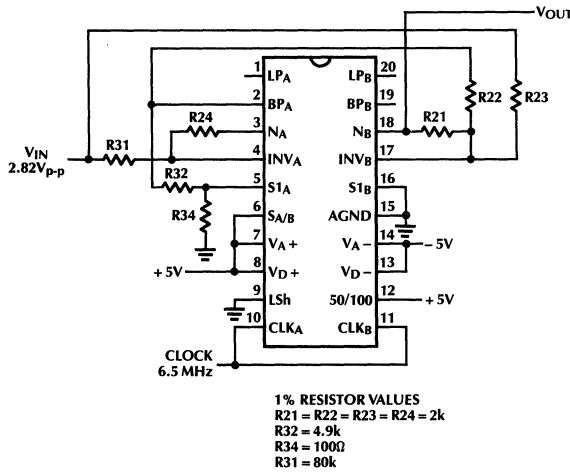 VOUT
1 LPA LPB 20
2 BPA BPB 19
R22 R23
R24 3 NA NB 18 R21
R31 4 INVA INVB 17
VIN
2.82Vp-p
R32 5 S1A S1B 16
R34 6 SA/B AGND 15
7 VA+ VA− 14 −5V
+5V 8 VD+ VD− 13
9 LSh 50/100 12 +5V
10 CLKA CLKB 11
CLOCK
6.5 MHz
1% RESISTOR VALUES
R21 = R22 = R23 = R24 = 2k
R32 = 4.9k
R34 = 100Ω
R31 = 80k